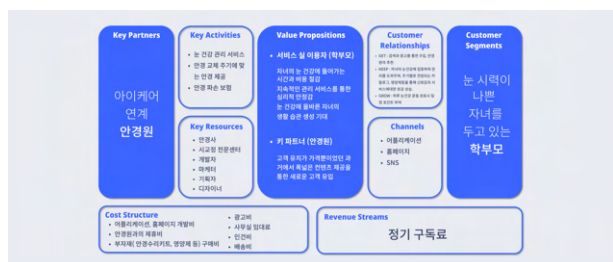 Key Partners
아이케어
연계
안경원
Key Activities
눈 건강 관리 서비스
안경 교체 주기에 맞
는 안경 제공
안경 파손 보험
Key Resources
안경사
시교정 전문센터
개발자
마케터
기획자
디자이너
Value Propositions
서비스 실 이용자 (학부모)
자녀의 눈 건강에 들어가는
시간과 비용 절감
지속적인 관리 서비스를 통한
심리적 안정감
눈 건강에 올바른 자녀의
생활 습관 생성 기대
키 파트너 (안경원)
고객 유치가 가격뿐이었던 과
거에서 폭넓은 컨텐츠 제공을
통한 새로운 고객 유입
Customer
Relationships
Channels
어플리케이션
홈페이지
SNS
Customer
Segments
눈 시력이
나쁜
자녀를
두고 있는
학부모
Cost Structure
어플리케이션, 홈페이지 개발비
안경원과의 제휴비
부자재( 안경수리키트, 영양제 등) 구매비
광고비
사무실 임대료
인건비
배송비
Revenue Streams
정기 구독료